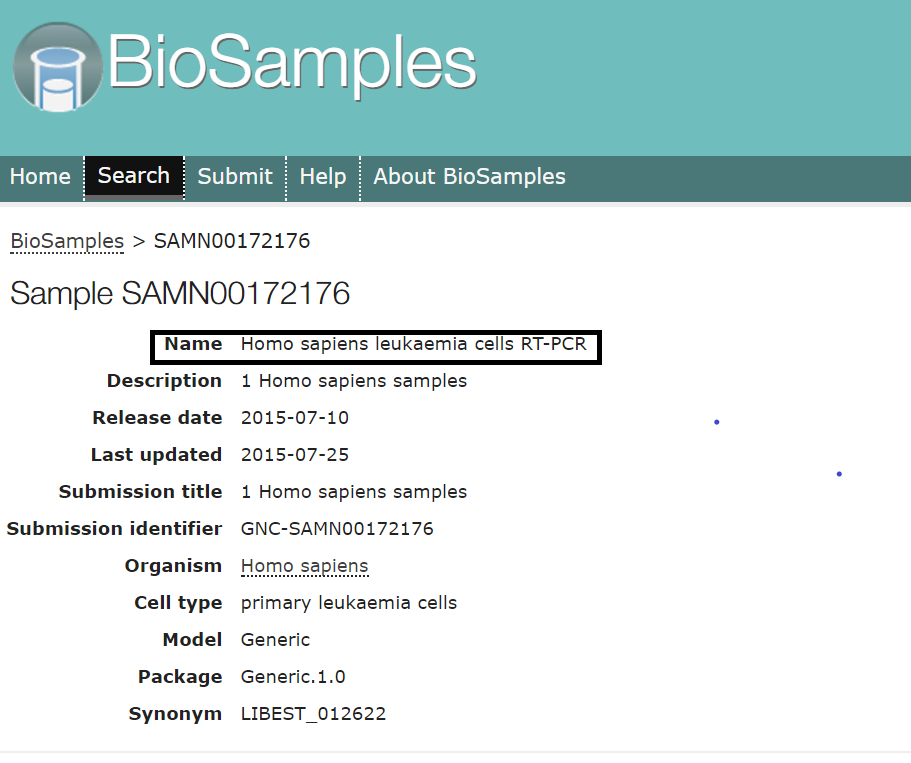 BioSamples
Home Search Submit Help About BioSamples
BioSamples > SAMN00172176
Sample SAMN00172176
Name Homo sapiens leukaemia cells RT-PCR
Description 1 Homo sapiens samples
Release date 2015-07-10
Last updated 2015-07-25
Submission title 1 Homo sapiens samples
Submission identifier GNC-SAMN00172176
Organism Homo sapiens
Cell type primary leukaemia cells
Model Generic
Package Generic.1.0
Synonym LIBEST_012622